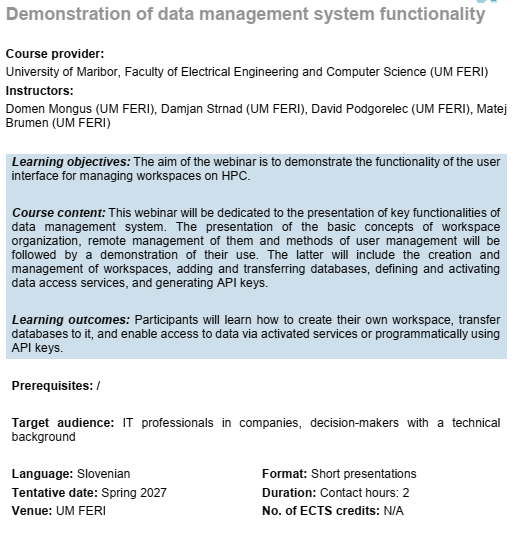 Demonstration of data management system functionality
Course provider:
University of Maribor, Faculty of Electrical Engineering and Computer Science (UM FERI)
Instructors:
Domen Mongus (UM FERI), Damjan Strnad (UM FERI), David Podgorelec (UM FERI), Matej
Brumen (UM FERI)
Learning objectives: The aim of the webinar is to demonstrate the functionality of the user
interface for managing workspaces on HPC.
Course content: This webinar will be dedicated to the presentation of key functionalities of
data management system. The presentation of the basic concepts of workspace
organization, remote management of them and methods of user management will be
followed by a demonstration of their use. The latter will include the creation and
management of workspaces, adding and transferring databases, defining and activating
data access services, and generating API keys.
Learning outcomes: Participants will learn how to create their own workspace, transfer
databases to it, and enable access to data via activated services or programmatically using
API keys.
Prerequisites: /
Target audience: IT professionals in companies, decision-makers with a technical
background
Language: Slovenian
Format: Short presentations
Tentative date: Spring 2027
Duration: Contact hours: 2
Venue: UM FERI
No. of ECTS credits: N/A